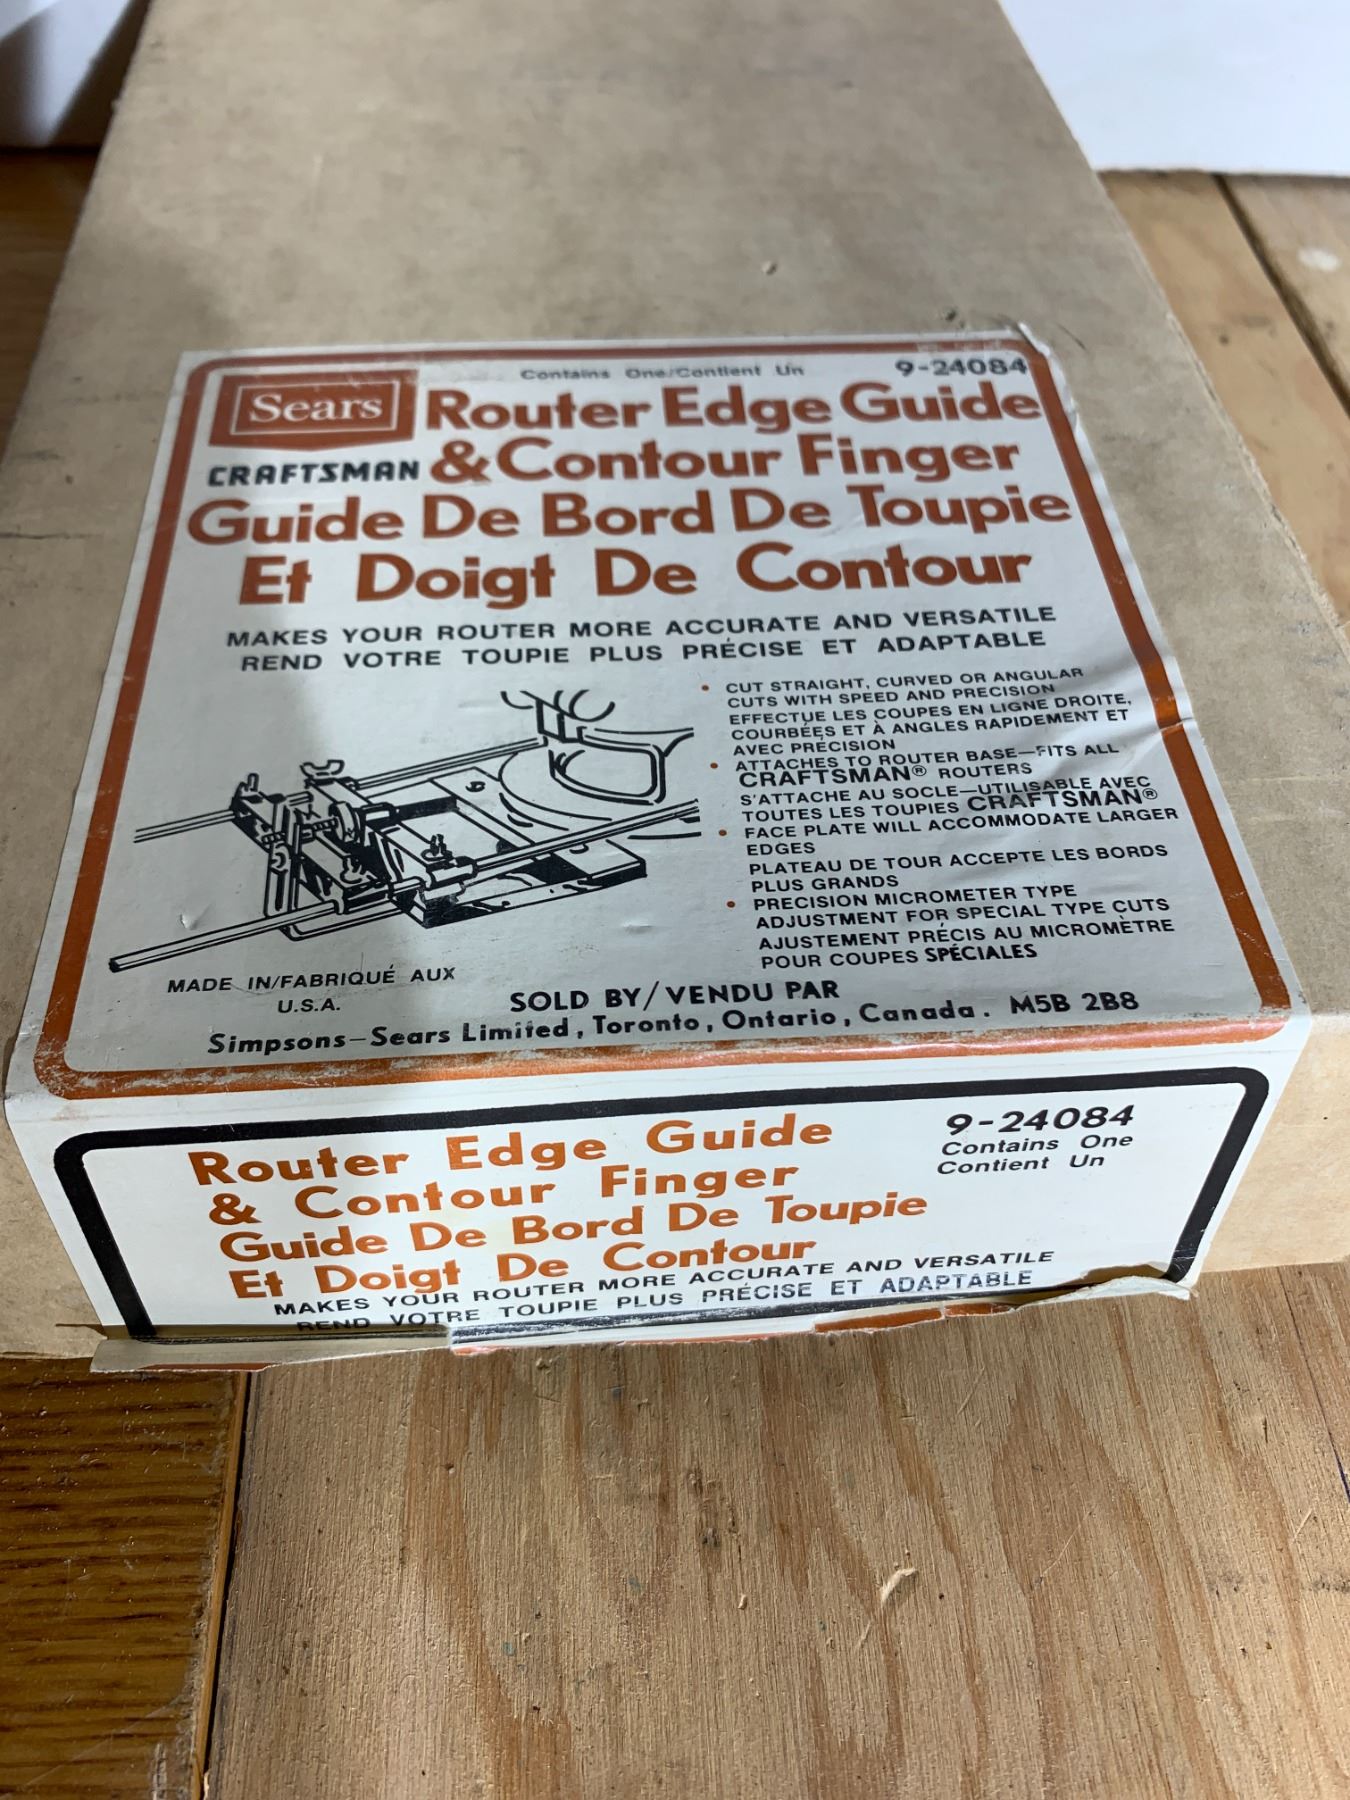 Contains One/Contient Un 9-24084
Sears
CRAFTSMAN
Router Edge Guide
& Contour Finger
Guide De Bord De Toupie
Et Doigt De Contour
MAKES YOUR ROUTER MORE ACCURATE AND VERSATILE
REND VOTRE TOUPIE PLUS PRÉCISE ET ADAPTABLE
• CUT STRAIGHT, CURVED OR ANGULAR
CUTS WITH SPEED AND PRECISION
EFFECTUE LES COUPES EN LIGNE DROITE,
COURBÉES ET À ANGLES RAPIDEMENT ET
AVEC PRÉCISION
• ATTACHES TO ROUTER BASE—FITS ALL
CRAFTSMAN® ROUTERS
S'ATTACHE AU SOCLE—UTILISABLE AVEC
TOUTES LES TOUPIES CRAFTSMAN®
• FACE PLATE WILL ACCOMMODATE LARGER
EDGES
PLATEAU DE TOUR ACCEPTE LES BORDS
PLUS GRANDS
• PRECISION MICROMETER TYPE
ADJUSTMENT FOR SPECIAL TYPE CUTS
AJUSTEMENT PRÉCIS AU MICROMÈTRE
POUR COUPES SPÉCIALES
MADE IN/FABRIQUÉ AUX
U.S.A.
SOLD BY/VENDU PAR
Simpsons-Sears Limited, Toronto, Ontario, Canada. M5B 2B8
Router Edge Guide
& Contour Finger
Guide De Bord De Toupie
Et Doigt De Contour
9-24084
Contains One
Contient Un
MAKES YOUR ROUTER MORE ACCURATE AND VERSATILE
REND VOTRE TOUPIE PLUS PRÉCISE ET ADAPTABLE